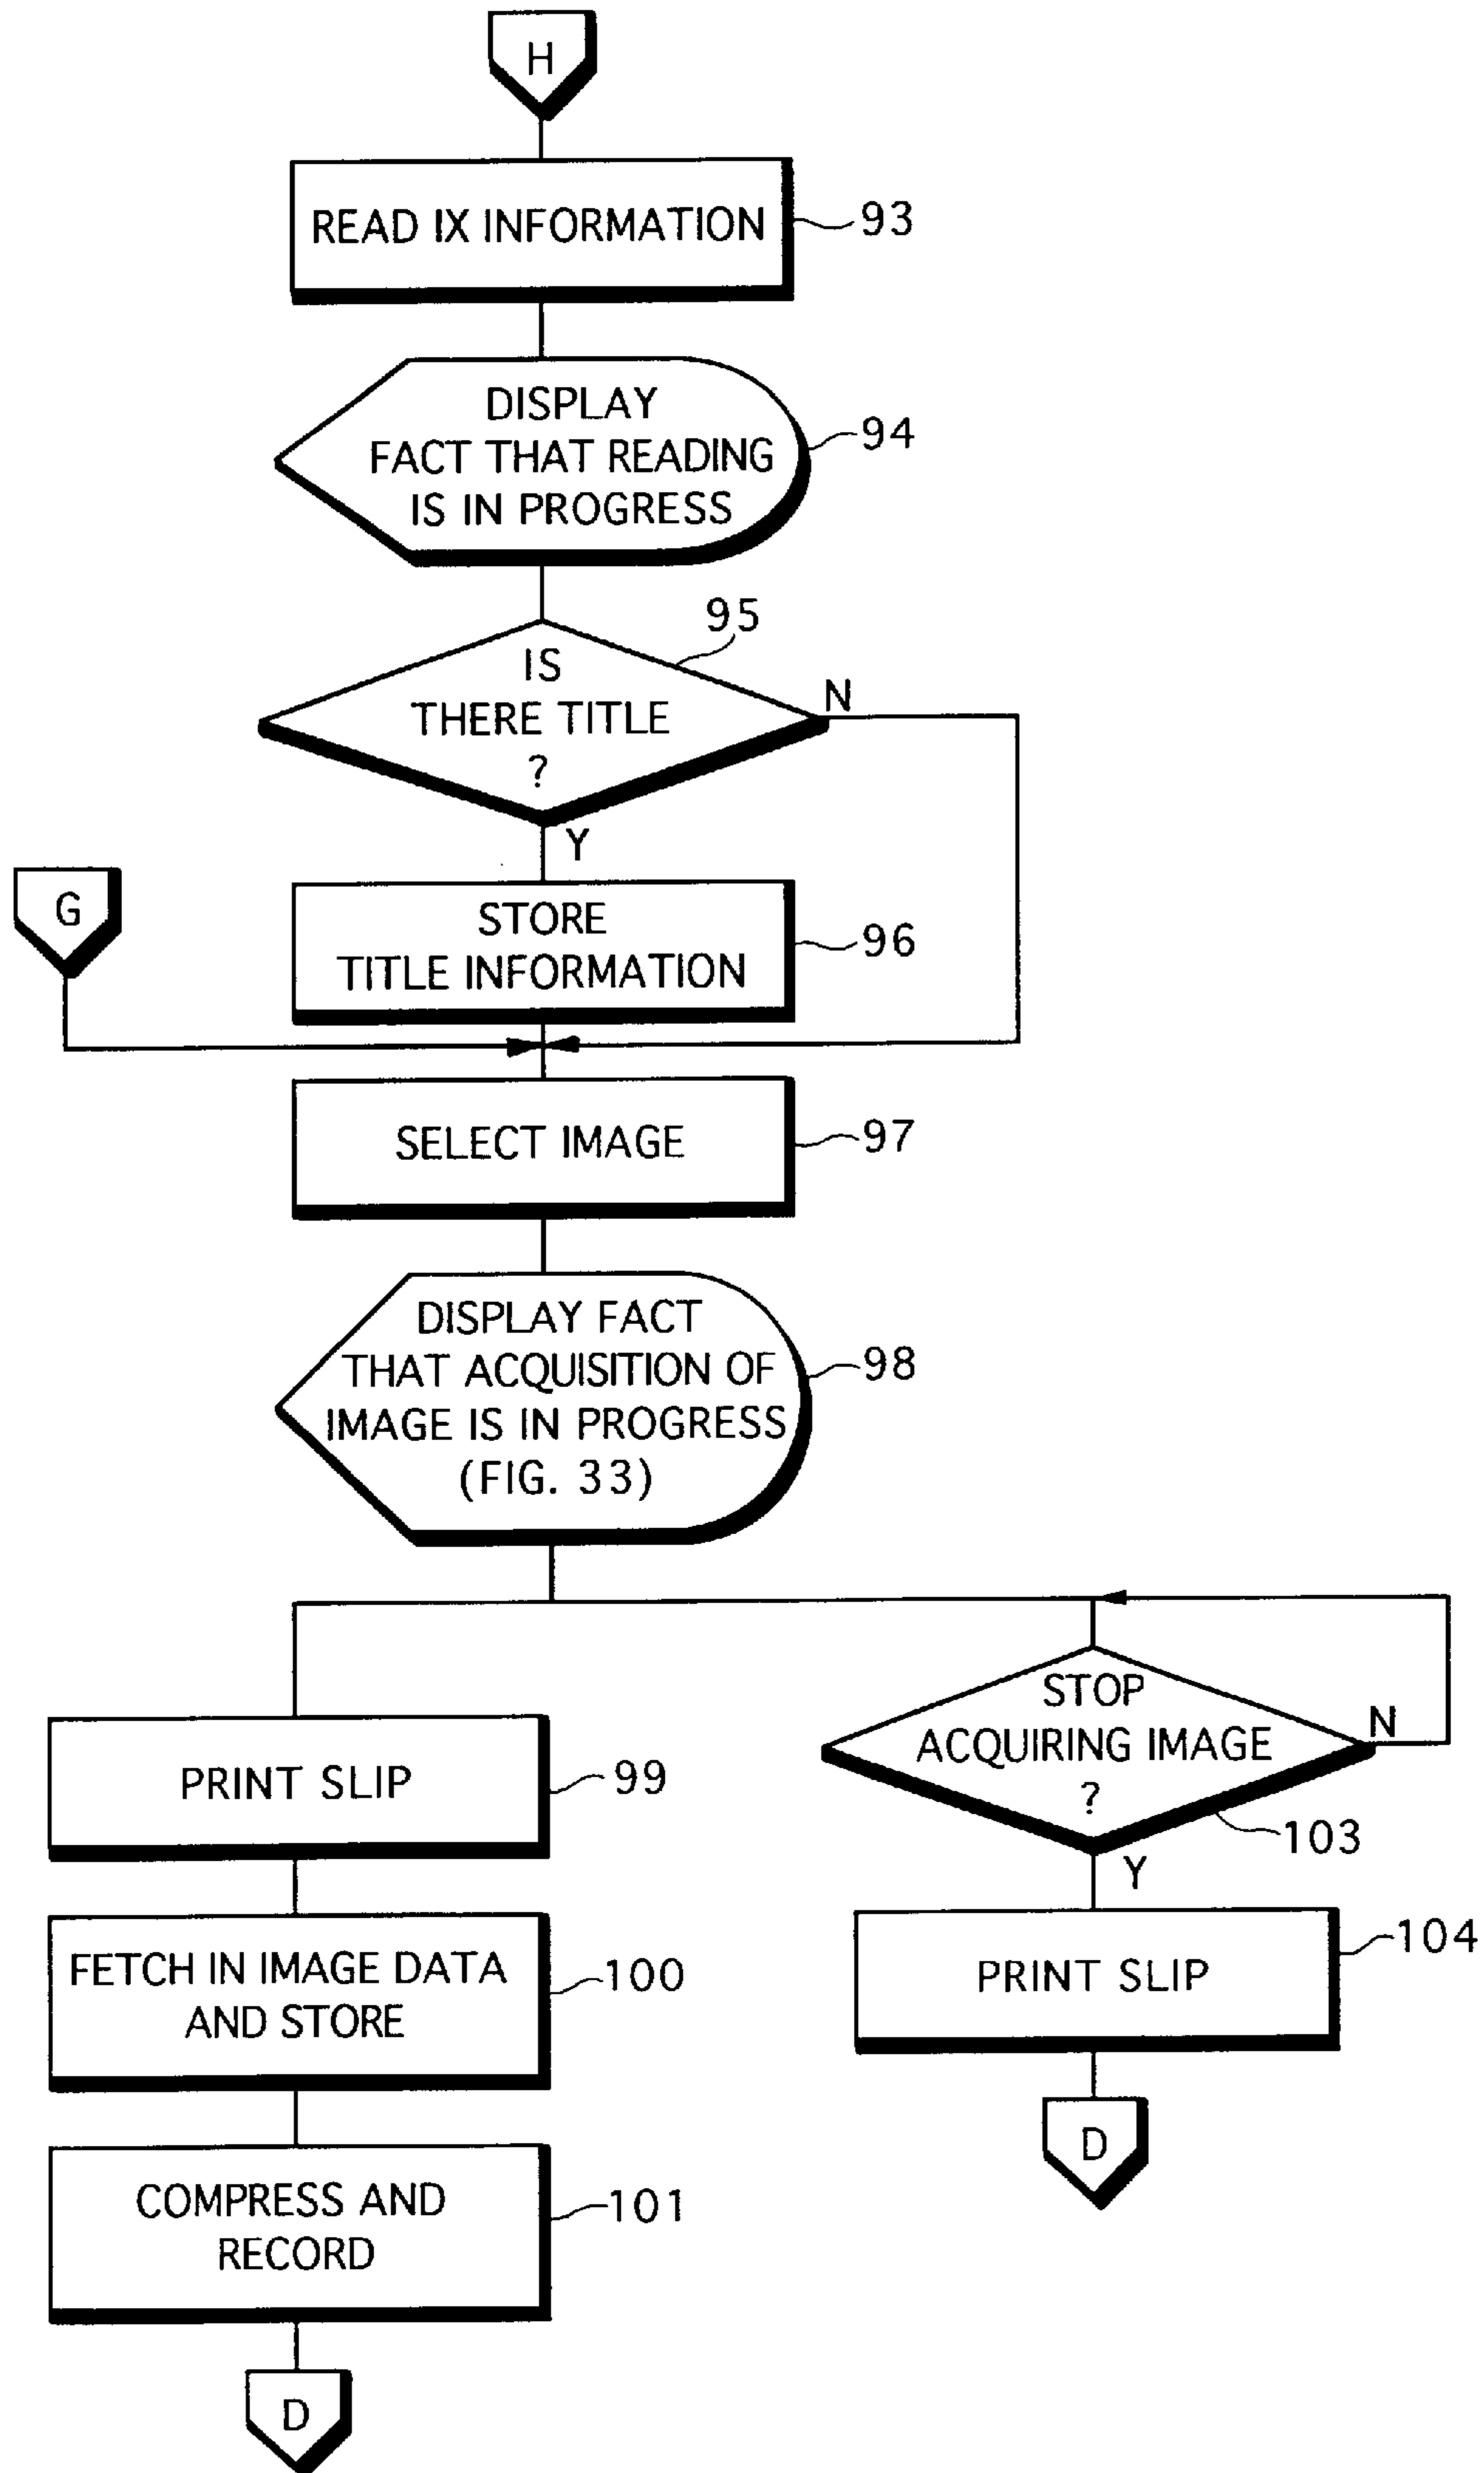 H
READ IX INFORMATION
93
DISPLAY
FACT THAT READING
IS IN PROGRESS
94
95
IS
THERE TITLE
?
N
Y
G
STORE
TITLE INFORMATION
96
SELECT IMAGE
97
DISPLAY FACT
THAT ACQUISITION OF
IMAGE IS IN PROGRESS
(FIG. 33)
98
PRINT SLIP
99
FETCH IN IMAGE DATA
AND STORE
100
COMPRESS AND
RECORD
101
D
STOP
ACQUIRING IMAGE
?
N
103
Y
PRINT SLIP
104
D